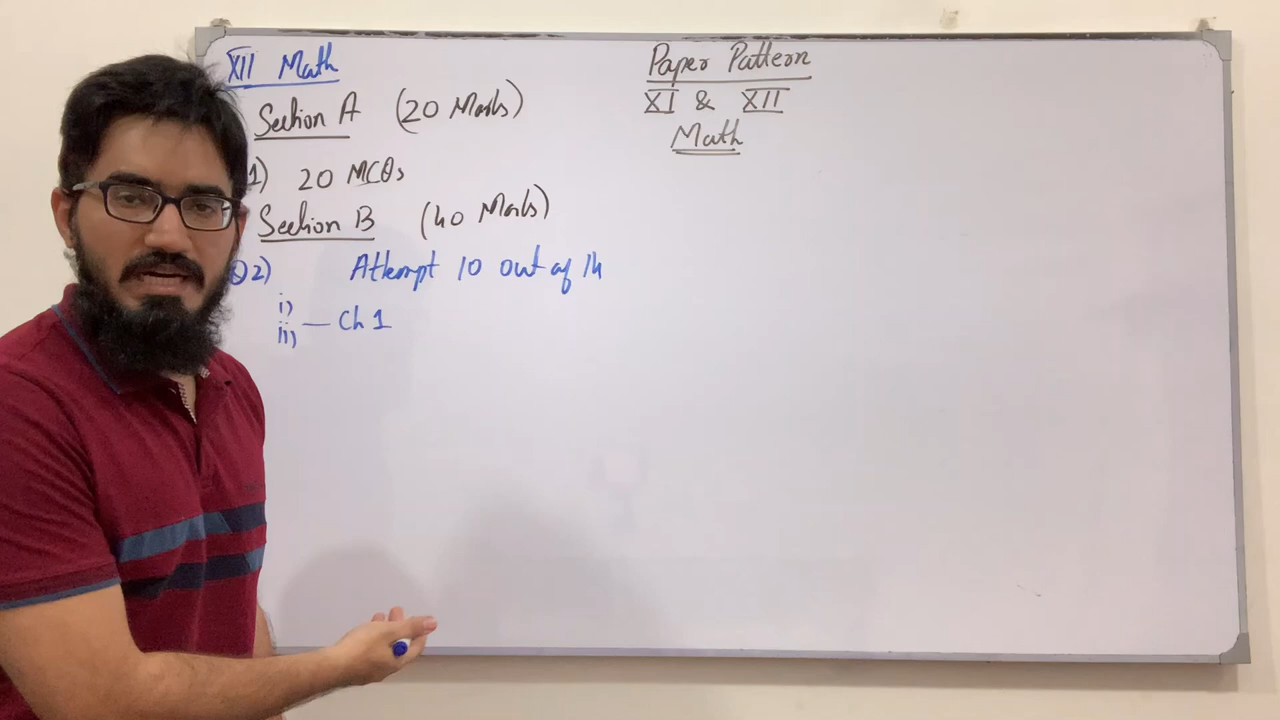 XII Math
Section A (20 Marks)
1) 20 MCQs
Section B (40 Marks)
Q2) Attempt 10 out of 14
i)
ii) — Ch 1
Paper Pattern
XI & XII
Math